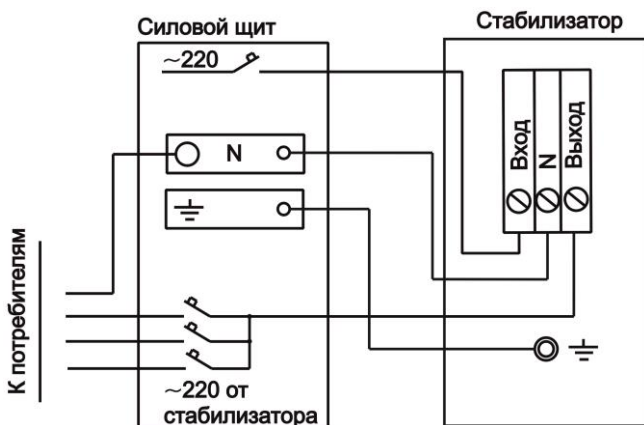 Силовой щит
Стабилизатор
~220
Вход
N
Выход
N
К потребителям
~220 от
стабилизатора